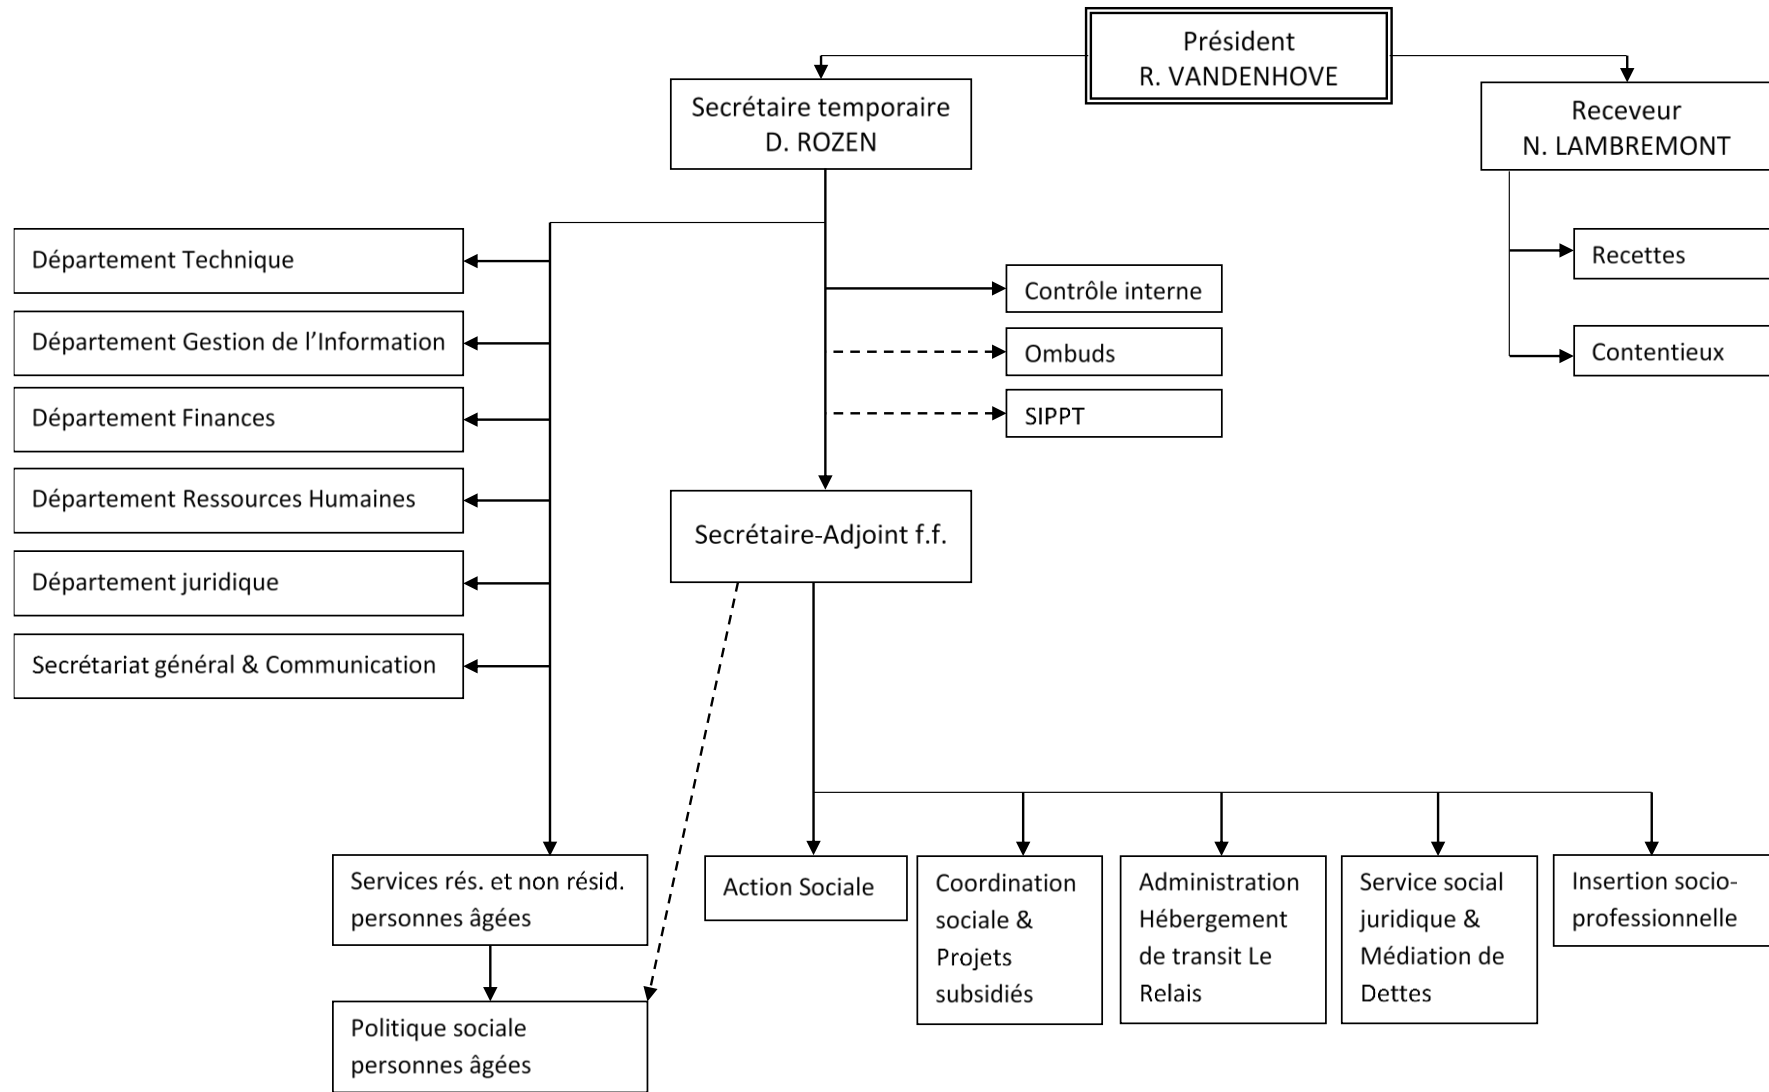 Président
R. VANDENHOVE
Secrétaire temporaire
D. ROZEN
Receveur
N. LAMBREMONT
Département Technique
Département Gestion de l’Information
Département Finances
Département Ressources Humaines
Département juridique
Secrétariat général & Communication
Contrôle interne
Ombuds
SIPPT
Recettes
Contentieux
Secrétaire-Adjoint f.f.
Services rés. et non résid.
personnes âgées
Politique sociale
personnes âgées
Action Sociale
Coordination
sociale &
Projets
subsidiés
Administration
Hébergement
de transit Le
Relais
Service social
juridique &
Médiation de
Dettes
Insertion socio-
professionnelle